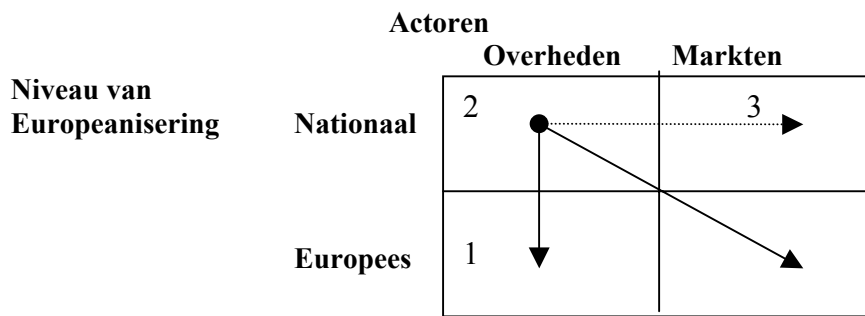 Actoren
Overheden Markten
Niveau van
Europeanisering
Nationaal
2 3
Europees
1